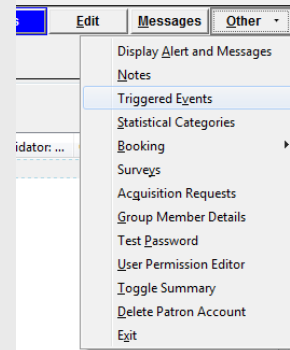 Edit Messages Other
Display Alert and Messages
Notes
Triggered Events
Statistical Categories
idator: ...
Booking
Surveys
Acquisition Requests
Group Member Details
Test Password
User Permission Editor
Toggle Summary
Delete Patron Account
Exit